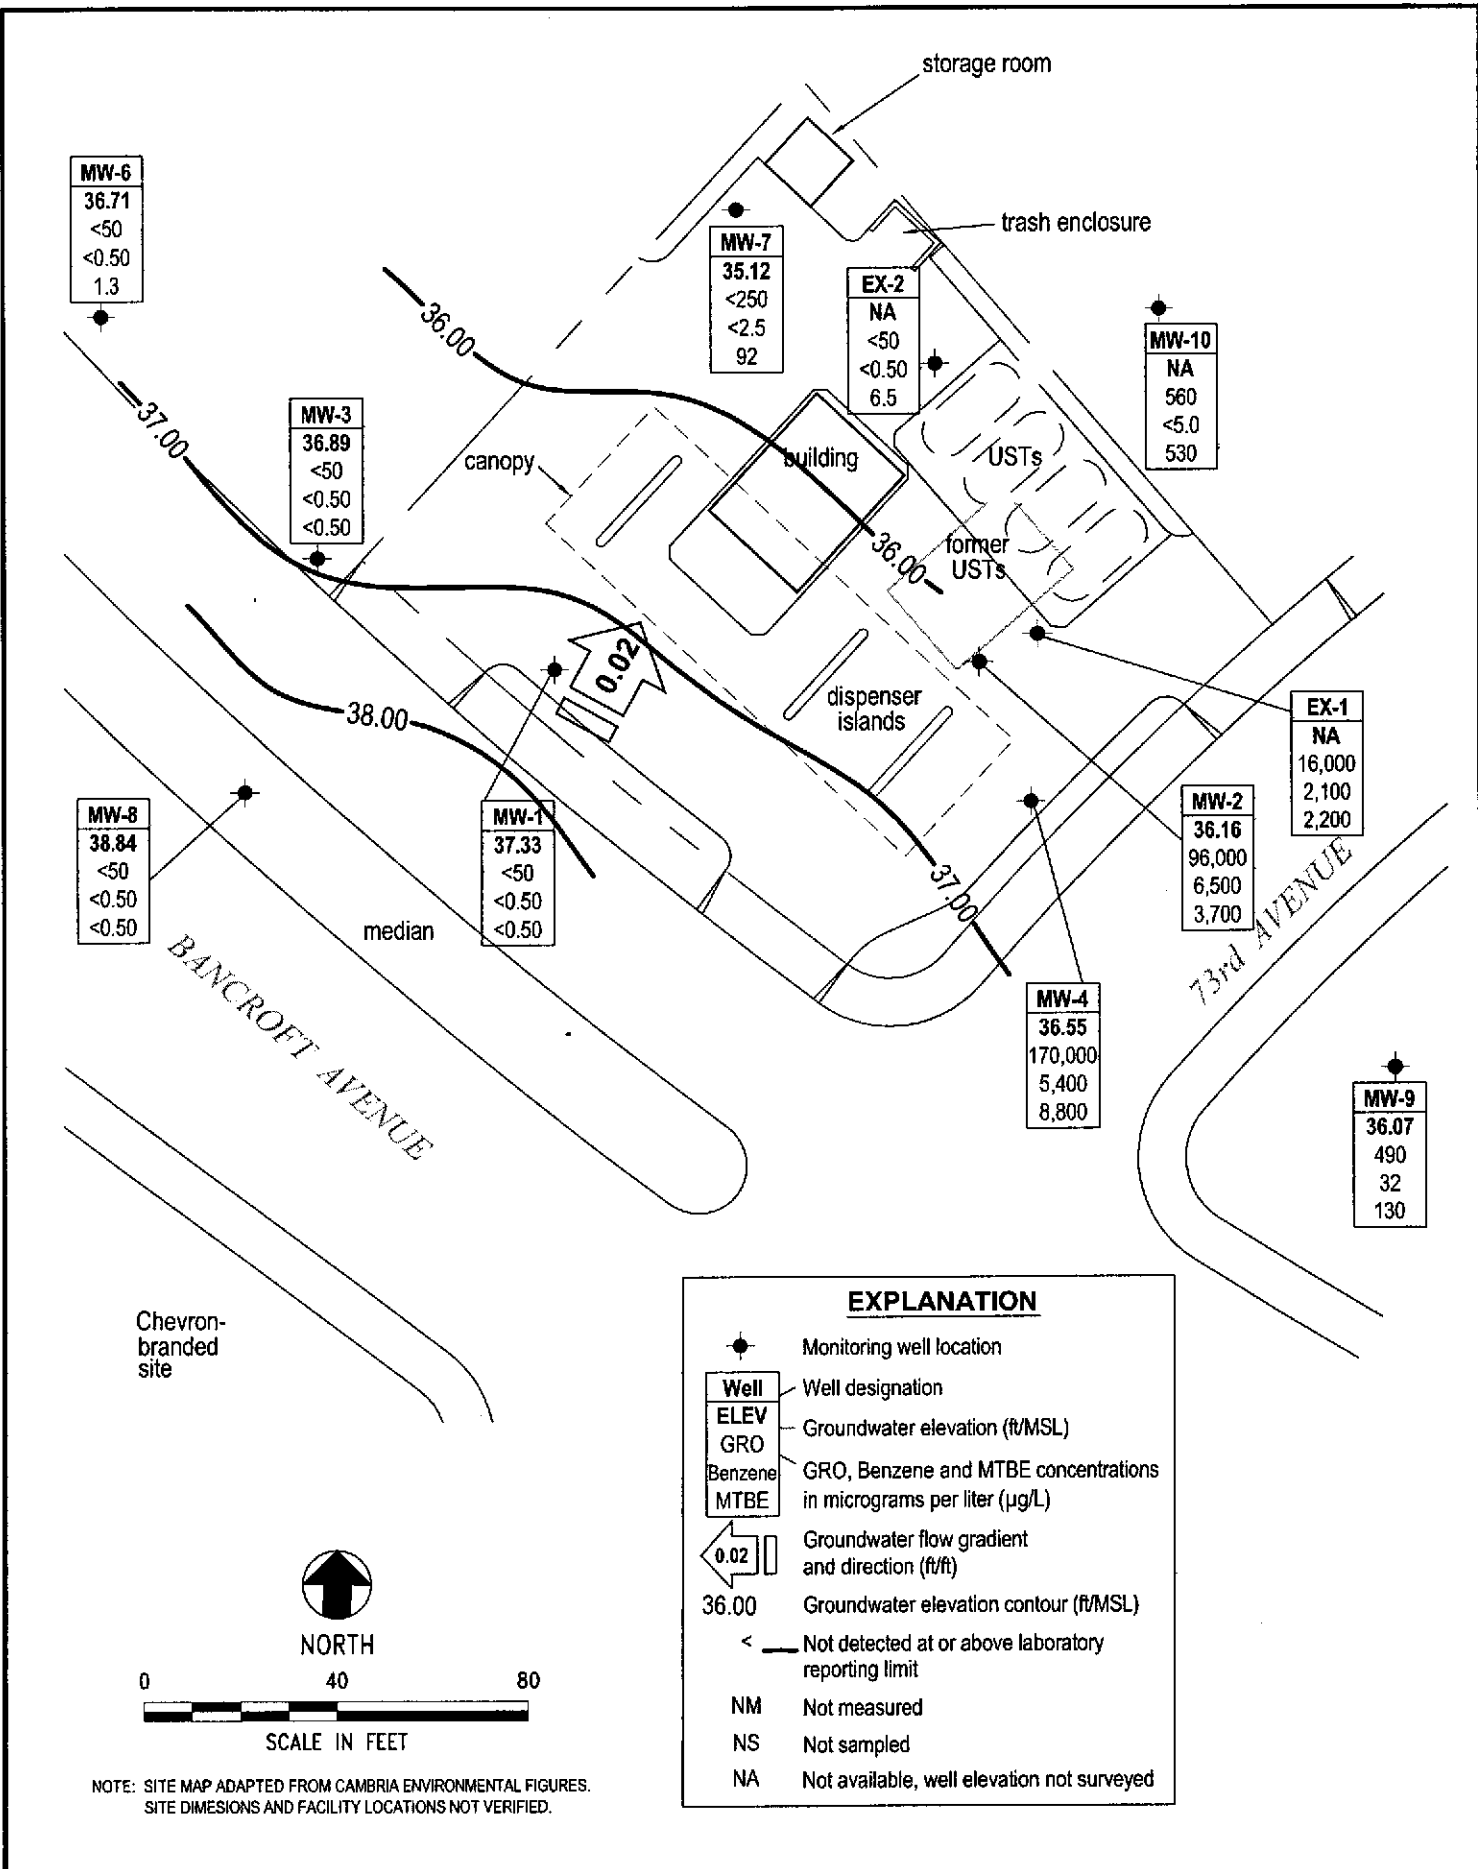 storage room
MW-6
36.71
<50
<0.50
1.3
MW-7
35.12
<250
<2.5
92
trash enclosure
EX-2
NA
<50
<0.50
6.5
MW-10
NA
560
<5.0
530
36.00
37.00
MW-3
36.89
<50
<0.50
<0.50
canopy
building
USTs
36.00
former
USTs
0.02
38.00
dispenser
islands
EX-1
NA
16,000
2,100
2,200
MW-8
38.84
<50
<0.50
<0.50
MW-1
37.33
<50
<0.50
<0.50
MW-2
36.16
96,000
6,500
3,700
37.00
median
BANCROFT AVENUE
73rd AVENUE
MW-4
36.55
170,000
5,400
8,800
MW-9
36.07
490
32
130
Chevron-
branded
site
EXPLANATION
Monitoring well location
Well
ELEV
GRO
Benzene
MTBE
Well designation
Groundwater elevation (ft/MSL)
GRO, Benzene and MTBE concentrations
in micrograms per liter (µg/L)
0.02
Groundwater flow gradient
and direction (ft/ft)
36.00 Groundwater elevation contour (ft/MSL)
< Not detected at or above laboratory
reporting limit
NM Not measured
NS Not sampled
NA Not available, well elevation not surveyed
NORTH
0 40 80
SCALE IN FEET
NOTE: SITE MAP ADAPTED FROM CAMBRIA ENVIRONMENTAL FIGURES.
SITE DIMESIONS AND FACILITY LOCATIONS NOT VERIFIED.